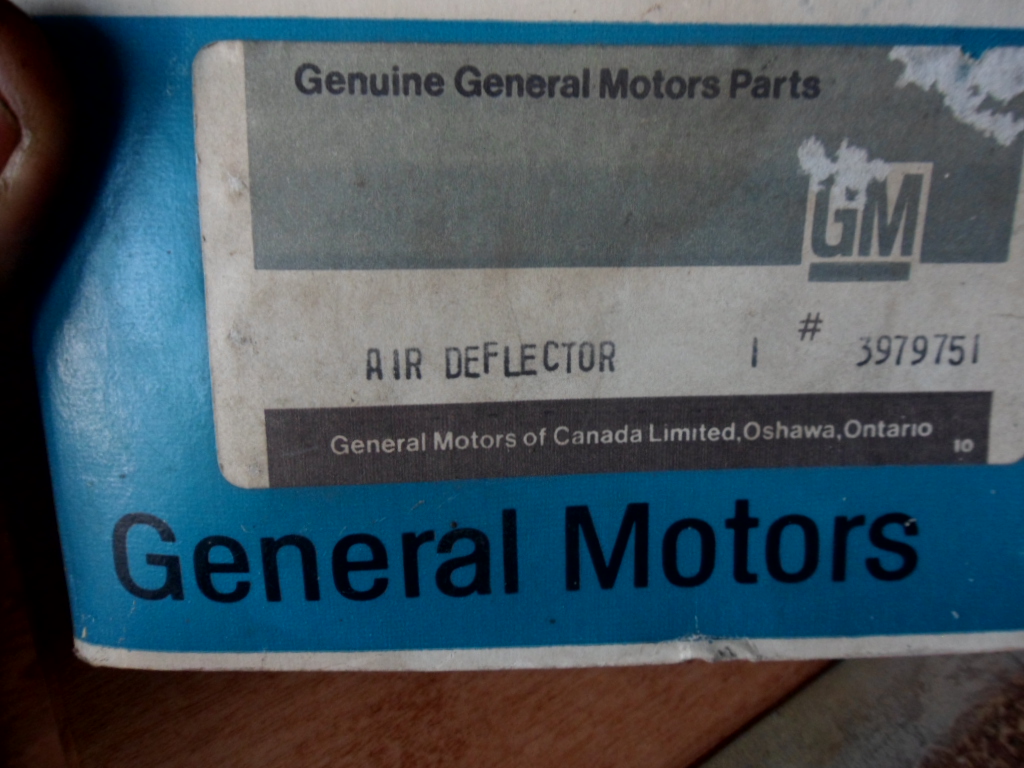 Genuine General Motors Parts
GM
AIR DEFLECTOR 1 # 3979751
General Motors of Canada Limited, Oshawa, Ontario 10
General Motors